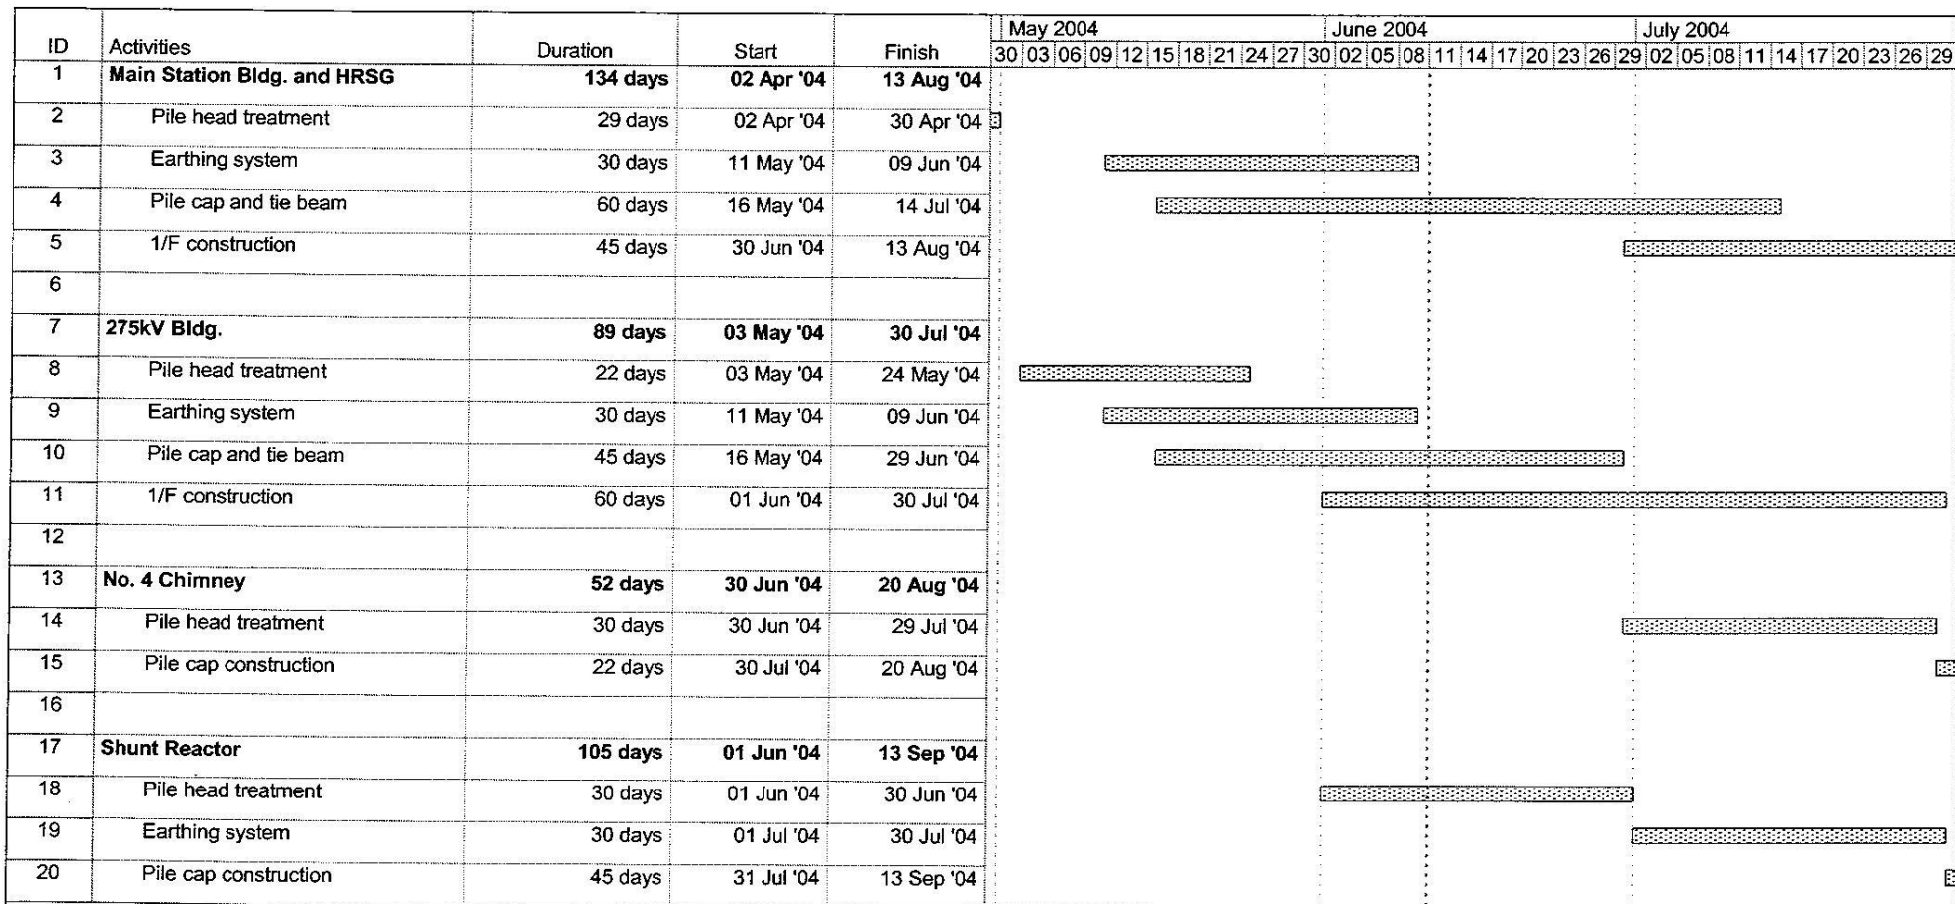 May 2004 June 2004 July 2004
ID Activities Duration Start Finish 30 03 06 09 12 15 18 21 24 27 30 02 05 08 11 14 17 20 23 26 29 02 05 08 11 14 17 20 23 26 29
1 Main Station Bldg. and HRSG 134 days 02 Apr '04 13 Aug '04
2 Pile head treatment 29 days 02 Apr '04 30 Apr '04
3 Earthing system 30 days 11 May '04 09 Jun '04
4 Pile cap and tie beam 60 days 16 May '04 14 Jul '04
5 1/F construction 45 days 30 Jun '04 13 Aug '04
6
7 275kV Bldg. 89 days 03 May '04 30 Jul '04
8 Pile head treatment 22 days 03 May '04 24 May '04
9 Earthing system 30 days 11 May '04 09 Jun '04
10 Pile cap and tie beam 45 days 16 May '04 29 Jun '04
11 1/F construction 60 days 01 Jun '04 30 Jul '04
12
13 No. 4 Chimney 52 days 30 Jun '04 20 Aug '04
14 Pile head treatment 30 days 30 Jun '04 29 Jul '04
15 Pile cap construction 22 days 30 Jul '04 20 Aug '04
16
17 Shunt Reactor 105 days 01 Jun '04 13 Sep '04
18 Pile head treatment 30 days 01 Jun '04 30 Jun '04
19 Earthing system 30 days 01 Jul '04 30 Jul '04
20 Pile cap construction 45 days 31 Jul '04 13 Sep '04